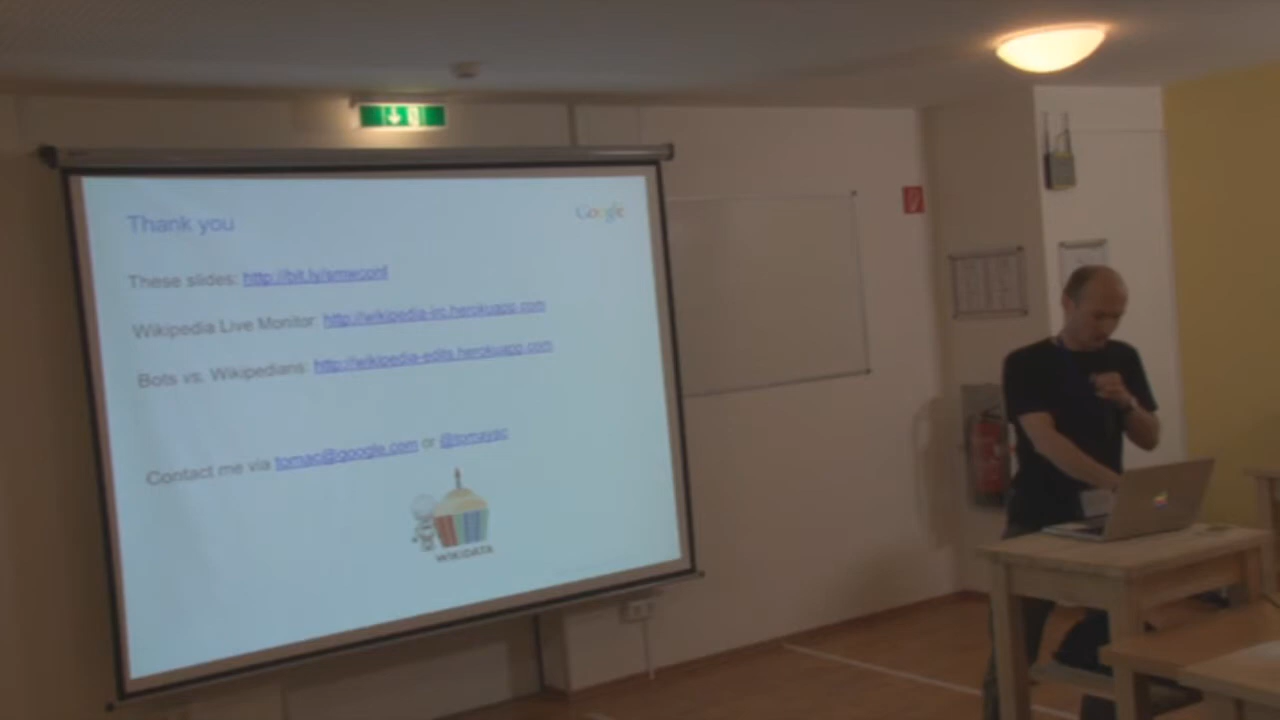 Thank you
Google
These slides: http://bit.ly/smwconf
Wikipedia Live Monitor: http://wikipedia-irc.herokuapp.com
Bots vs. Wikipedians: http://wikipedia-edits.herokuapp.com
Contact me via tomac@google.com or @tomayac
WIKIDATA